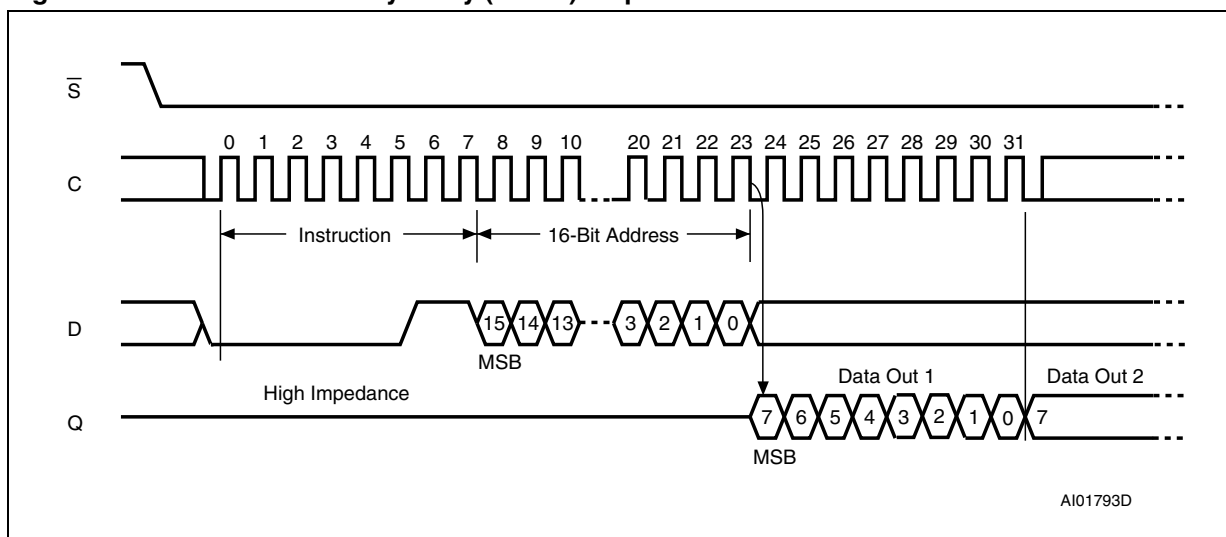 S
0 1 2 3 4 5 6 7 8 9 10 20 21 22 23 24 25 26 27 28 29 30 31
C
Instruction 16-Bit Address
D 15 14 13 3 2 1 0
MSB
High Impedance Data Out 1 Data Out 2
Q 7 6 5 4 3 2 1 0 7
MSB
AI01793D